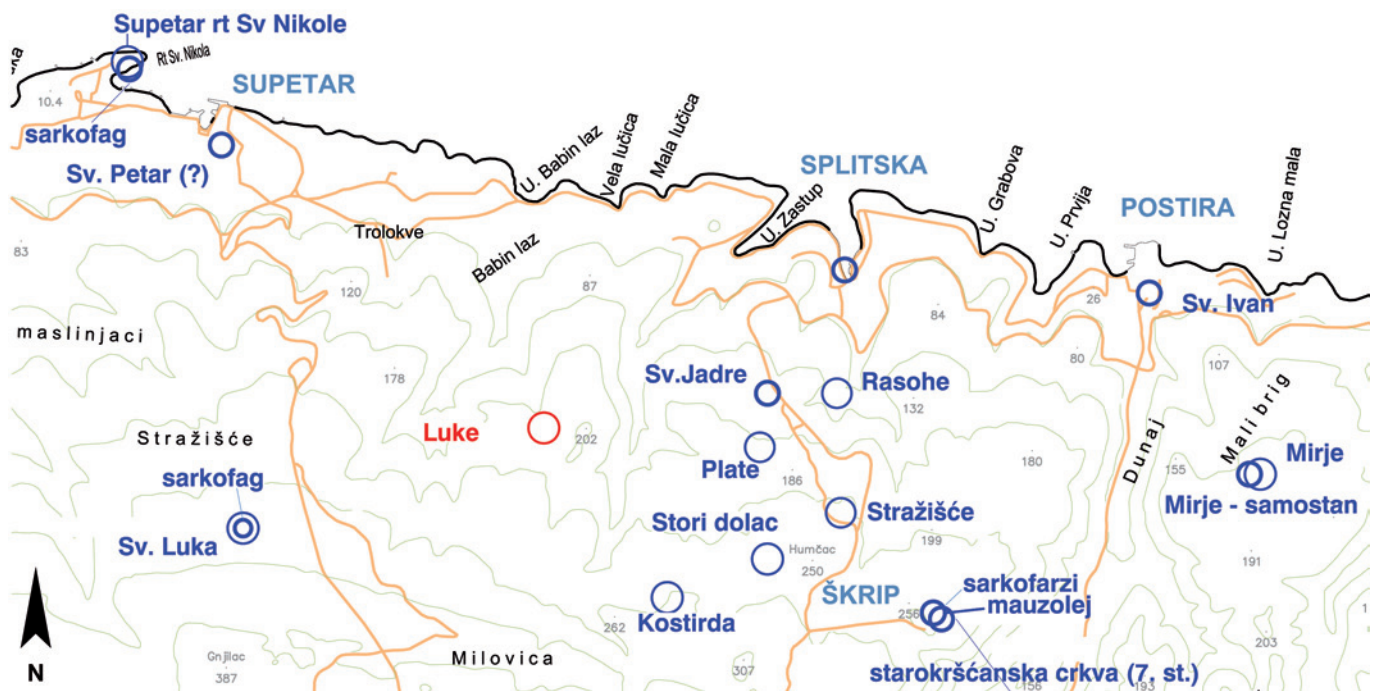 Supetar rt Sv Nikole
Rt Sv. Nikola
10.4
SUPETAR
sarkofag
Sv. Petar (?)
U. Babin laz
Vela lučica
Mala lučica
SPLITSKA
U. Zastup
U. Grabova
U. Prvija
POSTIRA
U. Lozna mala
83
Trolokve
Babin laz
120
87
84
26
Sv. Ivan
maslinjaci
80
107
178
Sv.Jadre
Rasohe
132
Luke
202
Stražišće
Plate
186
180
Dunaj
155
Mali brig
Mirje
sarkofag
Mirje - samostan
Stori dolac
Stražišće
Sv. Luka
Humčac
250
199
191
ŠKRIP
sarkofarzi
256
mauzolej
Kostirda
262
Gnjilac
387
Milovica
307
203
starokršćanska crkva (7. st.)
156
193
N